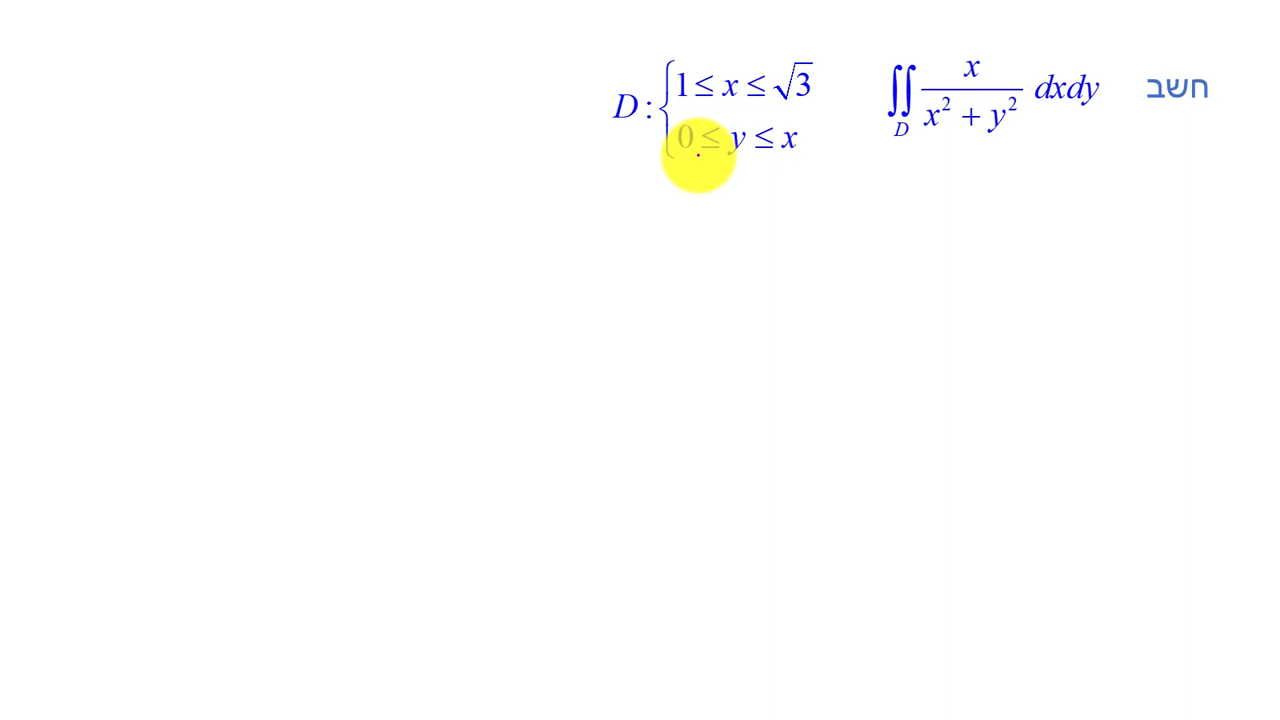 חשב ∬_D x/(x² + y²) dxdy D: { 1 ≤ x ≤ √3
0 ≤ y ≤ x